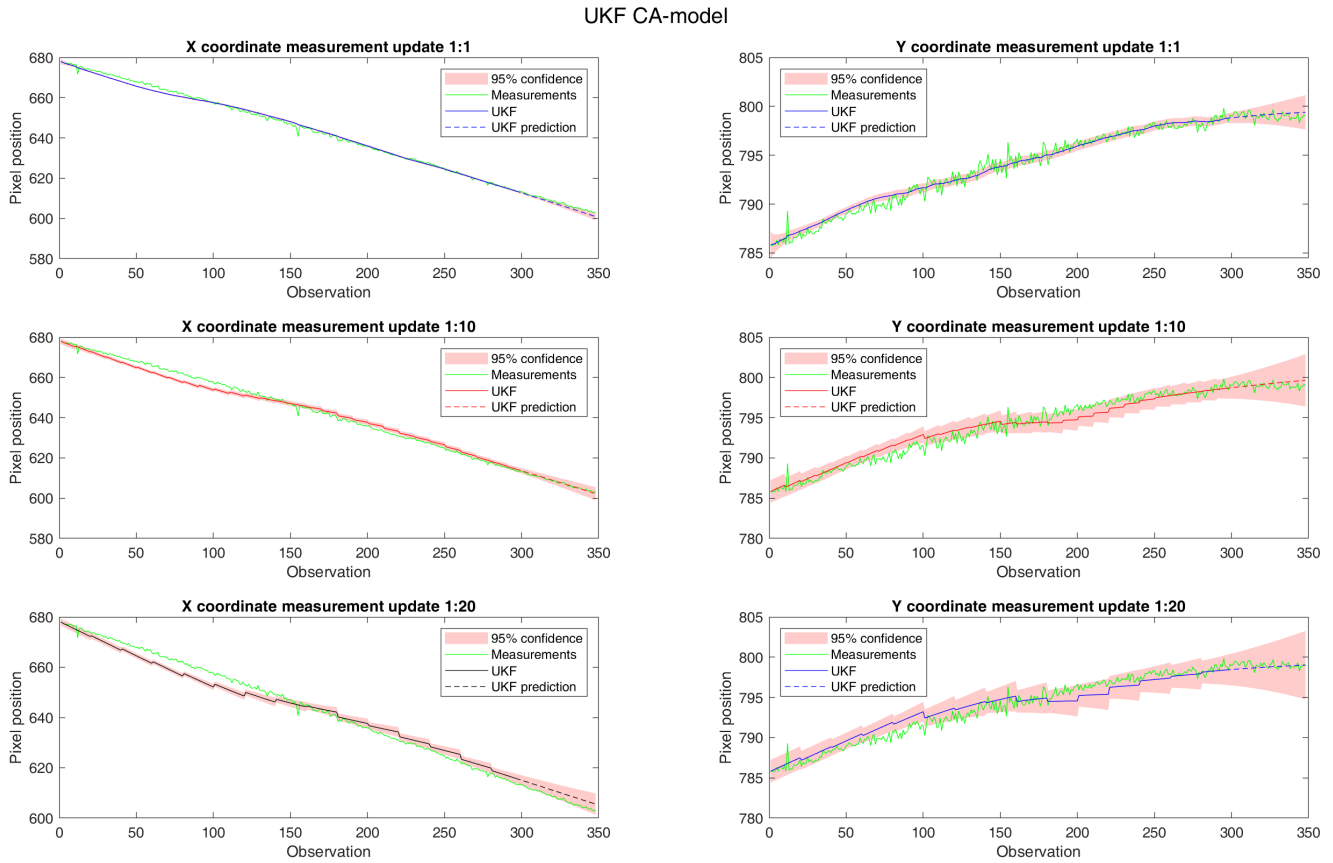 UKF CA-model
X coordinate measurement update 1:1
Pixel position
680
660
640
620
600
580
95% confidence
Measurements
UKF
UKF prediction
0 50 100 150 200 250 300 350
Observation
Y coordinate measurement update 1:1
Pixel position
805
800
795
790
785
95% confidence
Measurements
UKF
UKF prediction
0 50 100 150 200 250 300 350
Observation
X coordinate measurement update 1:10
Pixel position
680
660
640
620
600
580
95% confidence
Measurements
UKF
UKF prediction
0 50 100 150 200 250 300 350
Observation
Y coordinate measurement update 1:10
Pixel position
805
800
795
790
785
780
95% confidence
Measurements
UKF
UKF prediction
0 50 100 150 200 250 300 350
Observation
X coordinate measurement update 1:20
Pixel position
680
660
640
620
600
95% confidence
Measurements
UKF
UKF prediction
0 50 100 150 200 250 300 350
Observation
Y coordinate measurement update 1:20
Pixel position
805
800
795
790
785
780
95% confidence
Measurements
UKF
UKF prediction
0 50 100 150 200 250 300 350
Observation